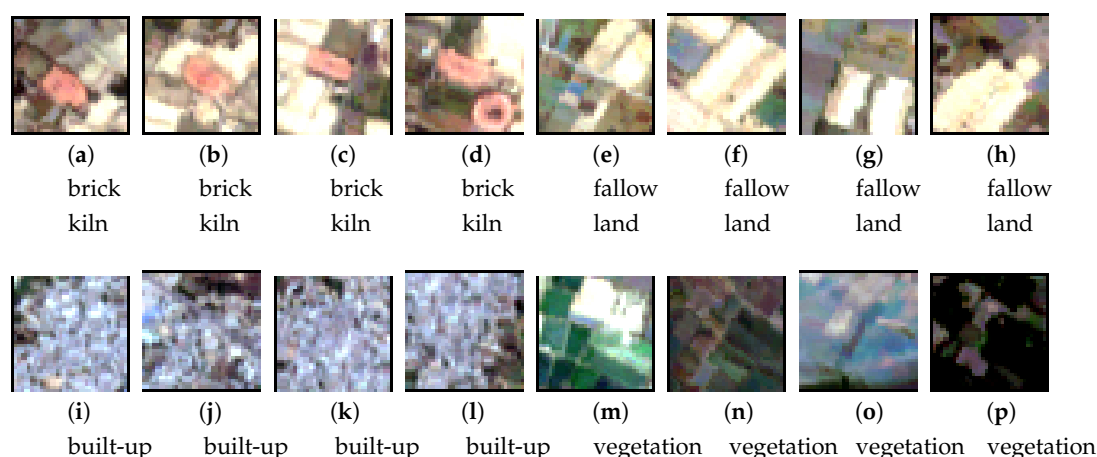 (a) (b) (c) (d) (e) (f) (g) (h)
brick brick brick brick fallow fallow fallow fallow
kiln kiln kiln kiln land land land land
(i) (j) (k) (l) (m) (n) (o) (p)
built-up built-up built-up built-up vegetation vegetation vegetation vegetation